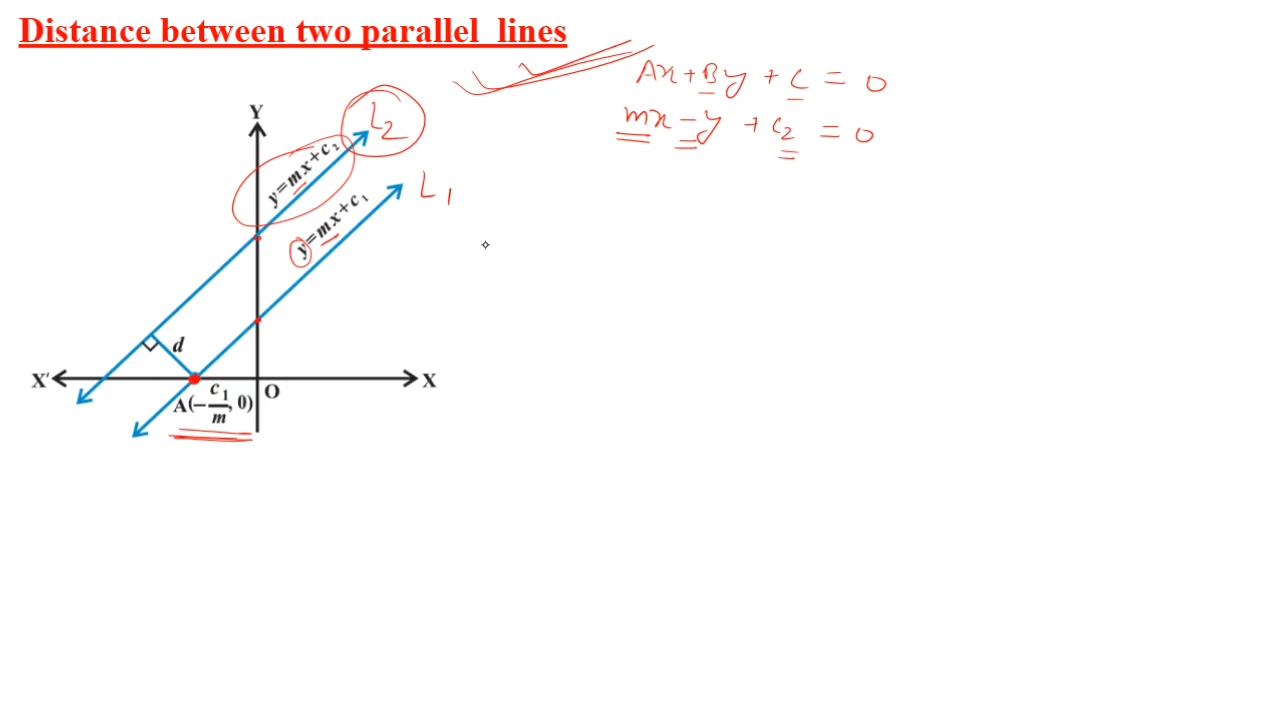 Distance between two parallel lines
Ax + By + C = 0
mx - y + c2 = 0
Y
L2
y=mx+c2
L1
y=mx+c1
d
X'
X
O
A(-c1/m, 0)